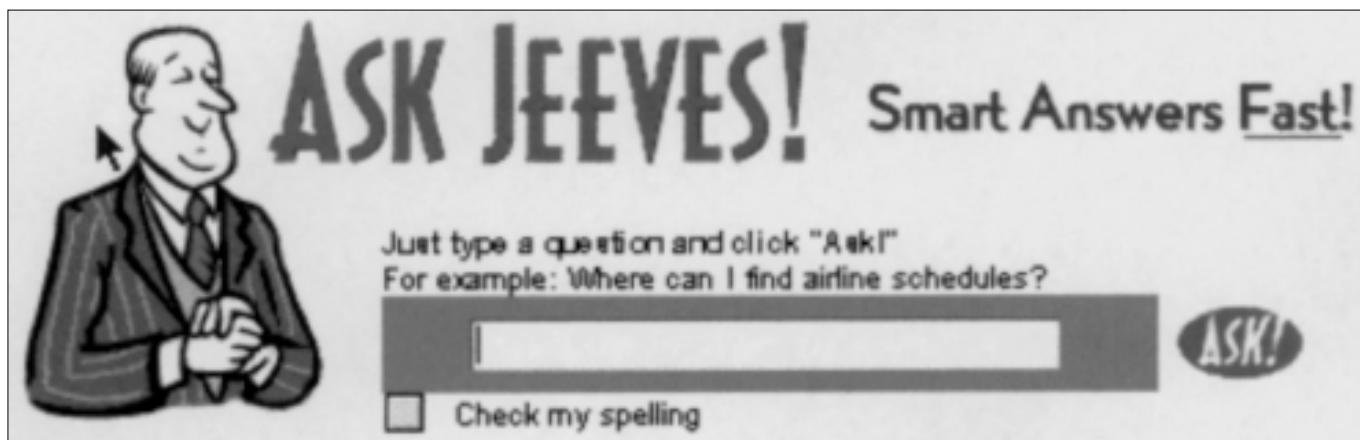 ASK JEEVES!
Smart Answers Fast!
Just type a question and click "Ask!"
For example: Where can I find airline schedules?
ASK!
Check my spelling